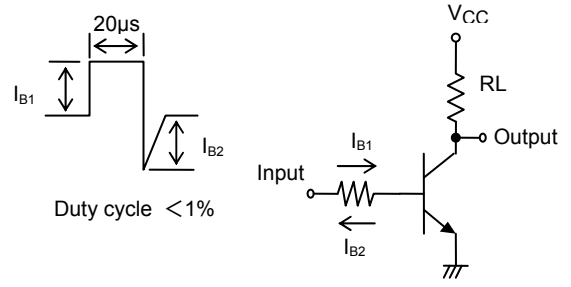 20µs
I_B1
I_B2
Duty cycle <1%
V_CC
RL
Output
I_B1
Input
I_B2